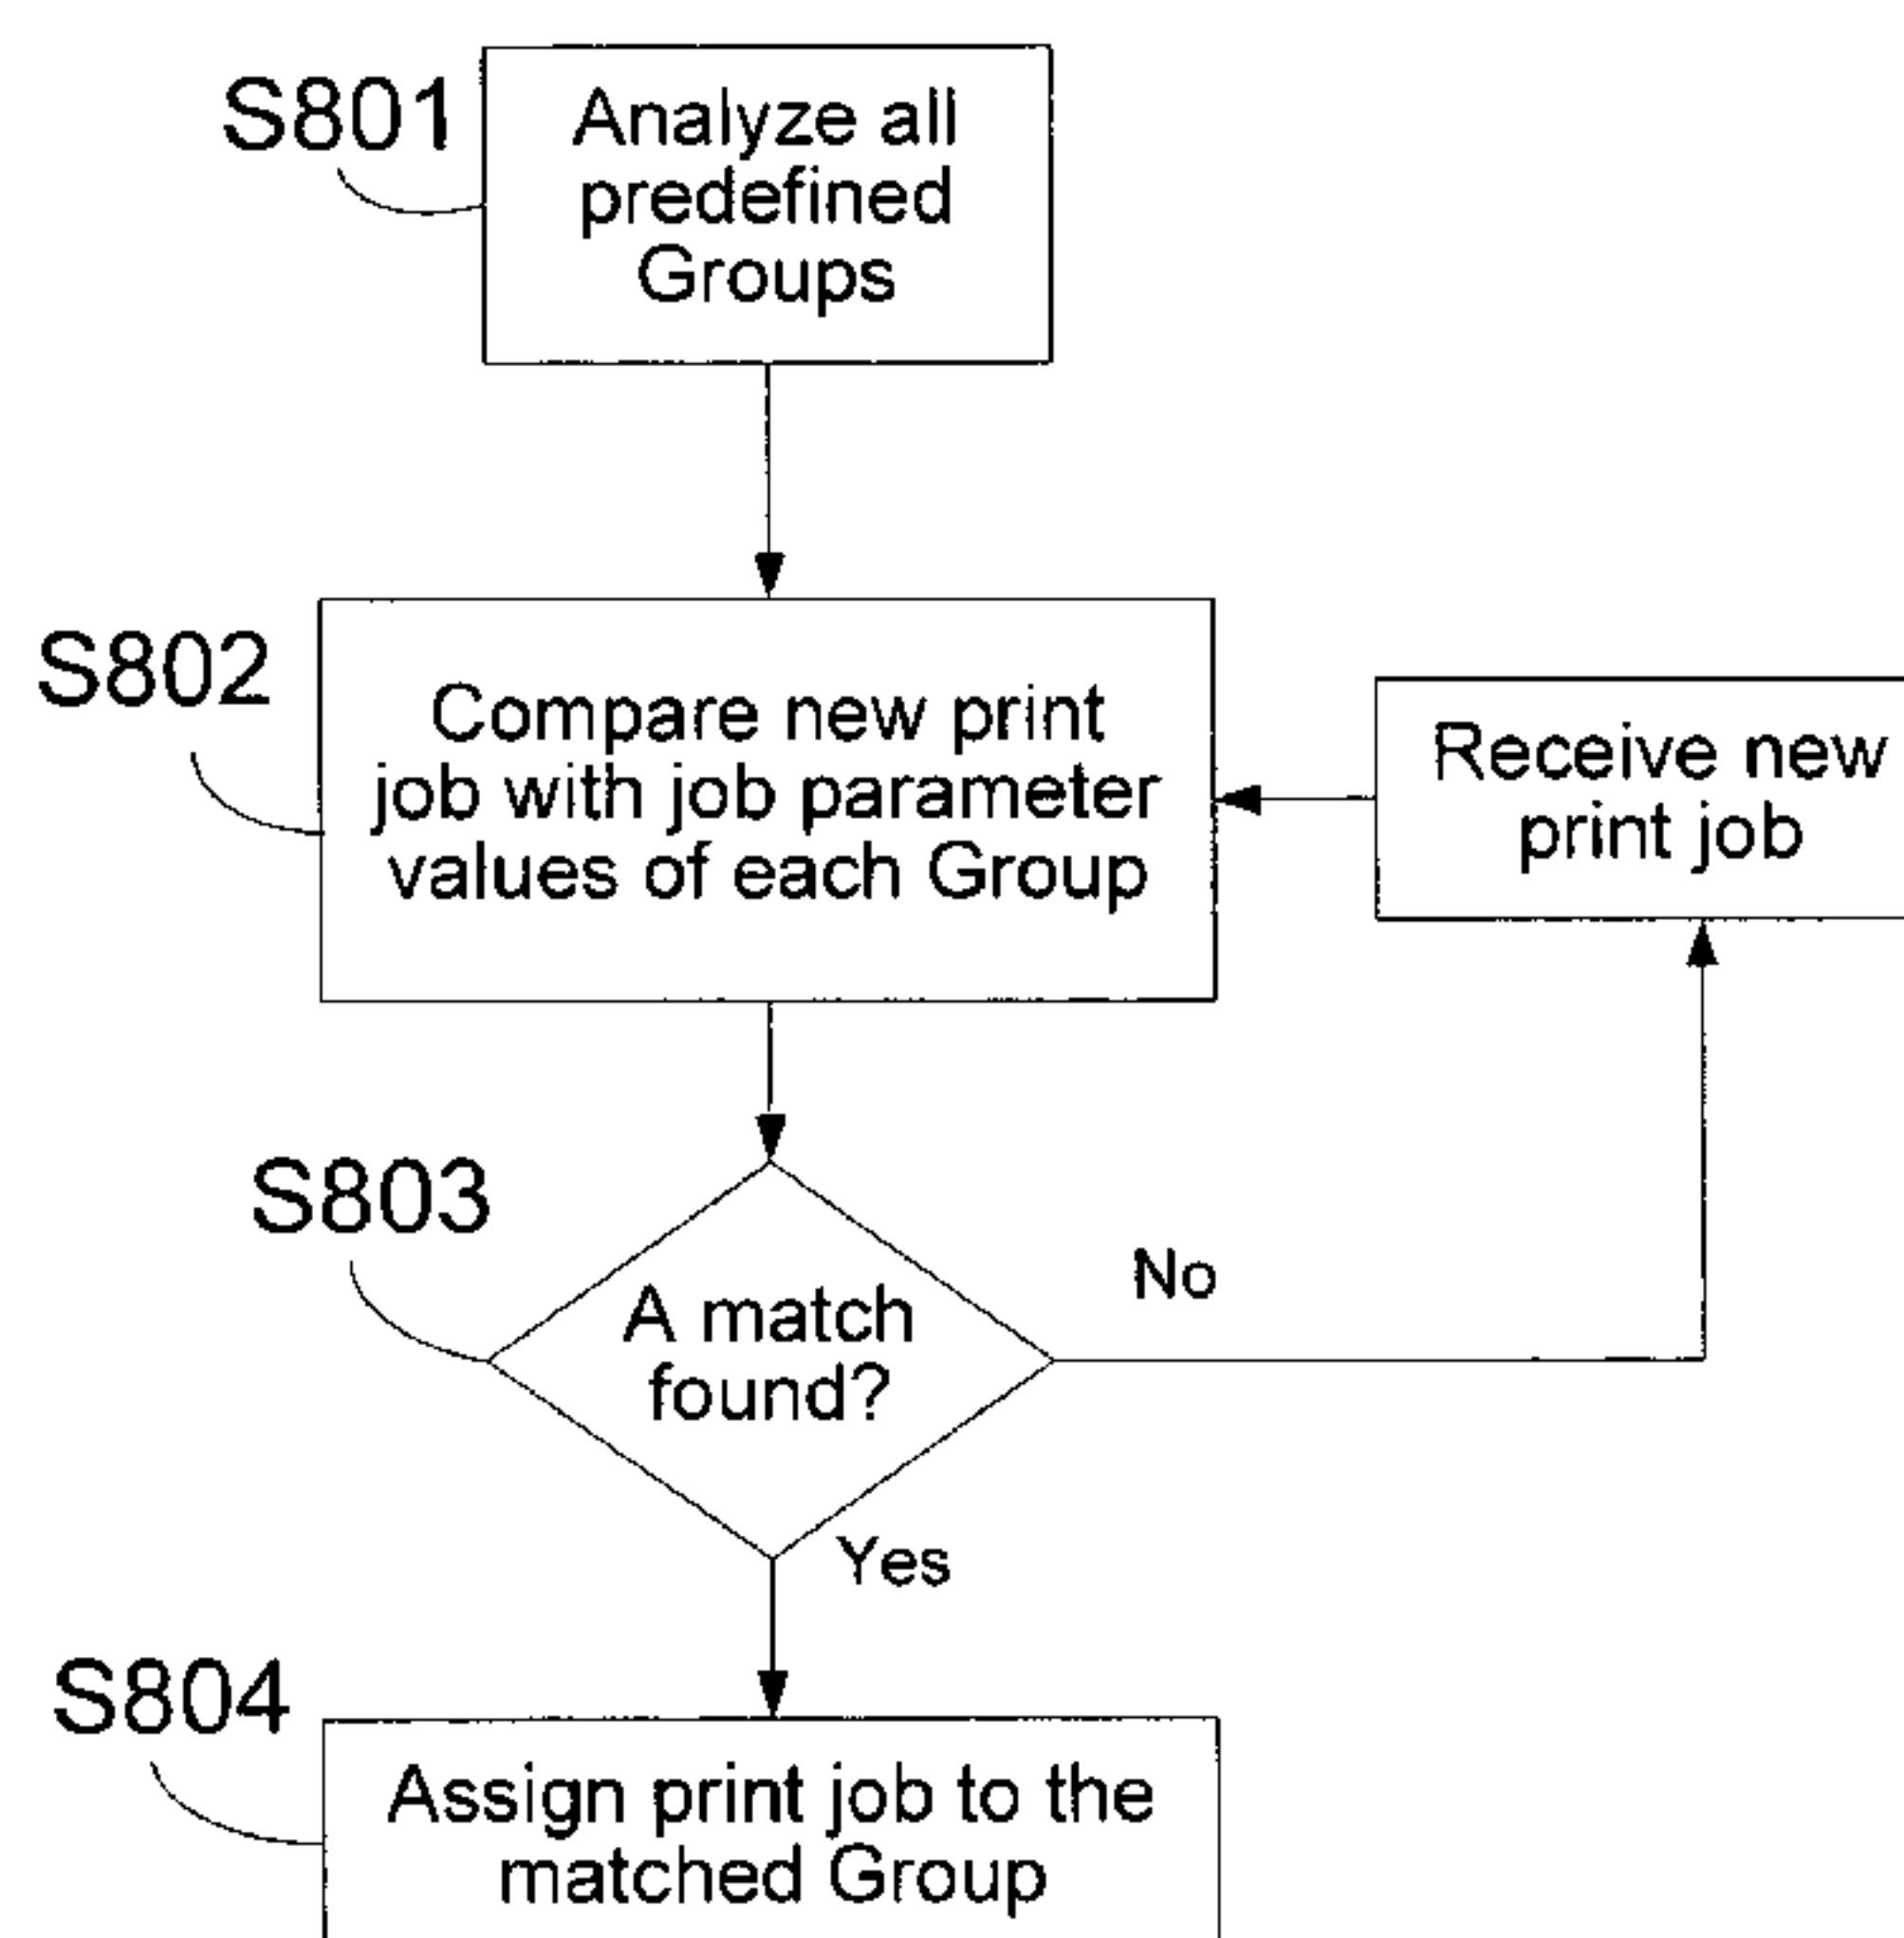 S801
Analyze all
predefined
Groups
S802
Compare new print
job with job parameter
values of each Group
Receive new
print job
S803
A match
found?
No
Yes
S804
Assign print job to the
matched Group